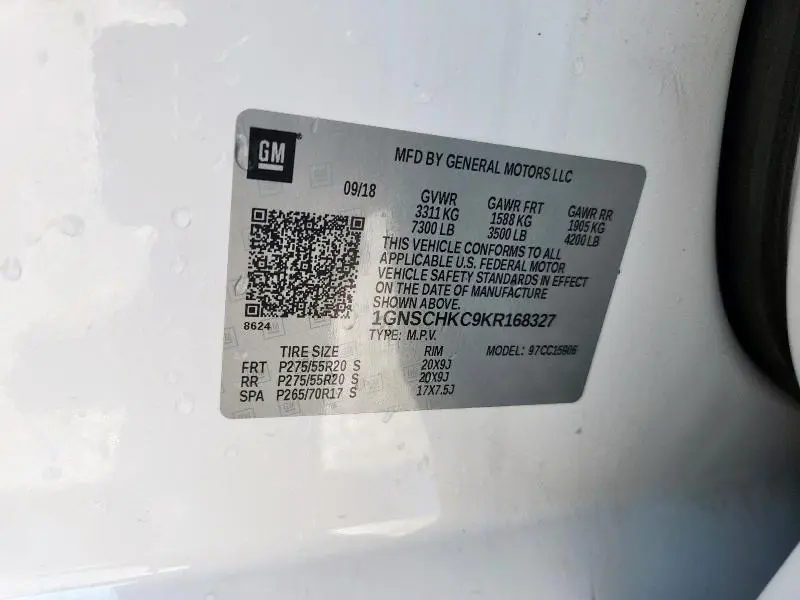 GM
MFD BY GENERAL MOTORS LLC
09/18
GVWR GAWR FRT GAWR RR
3311 KG 1588 KG 1905 KG
7300 LB 3500 LB 4200 LB
THIS VEHICLE CONFORMS TO ALL
APPLICABLE U.S. FEDERAL MOTOR
VEHICLE SAFETY STANDARDS IN EFFECT
ON THE DATE OF MANUFACTURE
SHOWN ABOVE.
8624
1GNSCHKC9KR168327
TYPE: M.P.V. MODEL: 97CC15906
TIRE SIZE RIM
FRT P275/55R20 S 20X9J
RR P275/55R20 S 20X9J
SPA P265/70R17 S 17X7.5J